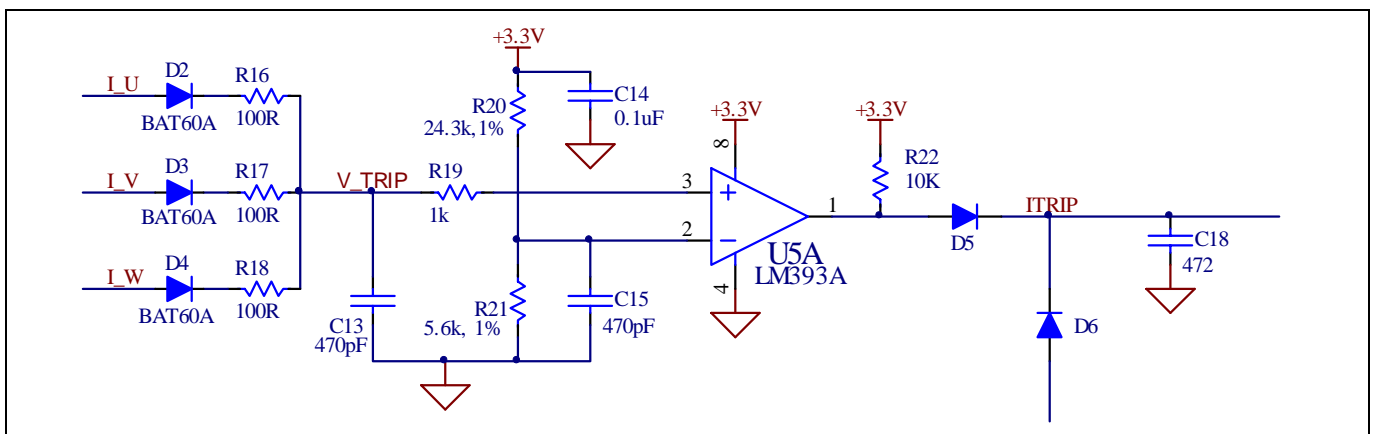 +3.3V
I_U
D2
BAT60A
R16
100R
R20
24.3k,1%
C14
0.1uF
+3.3V
+3.3V
8
R22
10K
I_V
D3
BAT60A
R17
100R
V_TRIP
R19
1k
3
2
1
U5A
LM393A
4
D5
ITRIP
C18
472
I_W
D4
BAT60A
R18
100R
C13
470pF
R21
5.6k, 1%
C15
470pF
D6